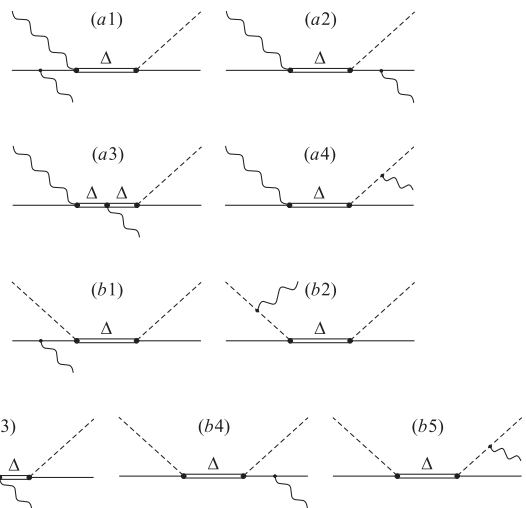 (a1) (a2)
Δ Δ
(a3) (a4)
Δ Δ Δ
(b1) (b2)
Δ Δ
3) (b4) (b5)
Δ Δ Δ